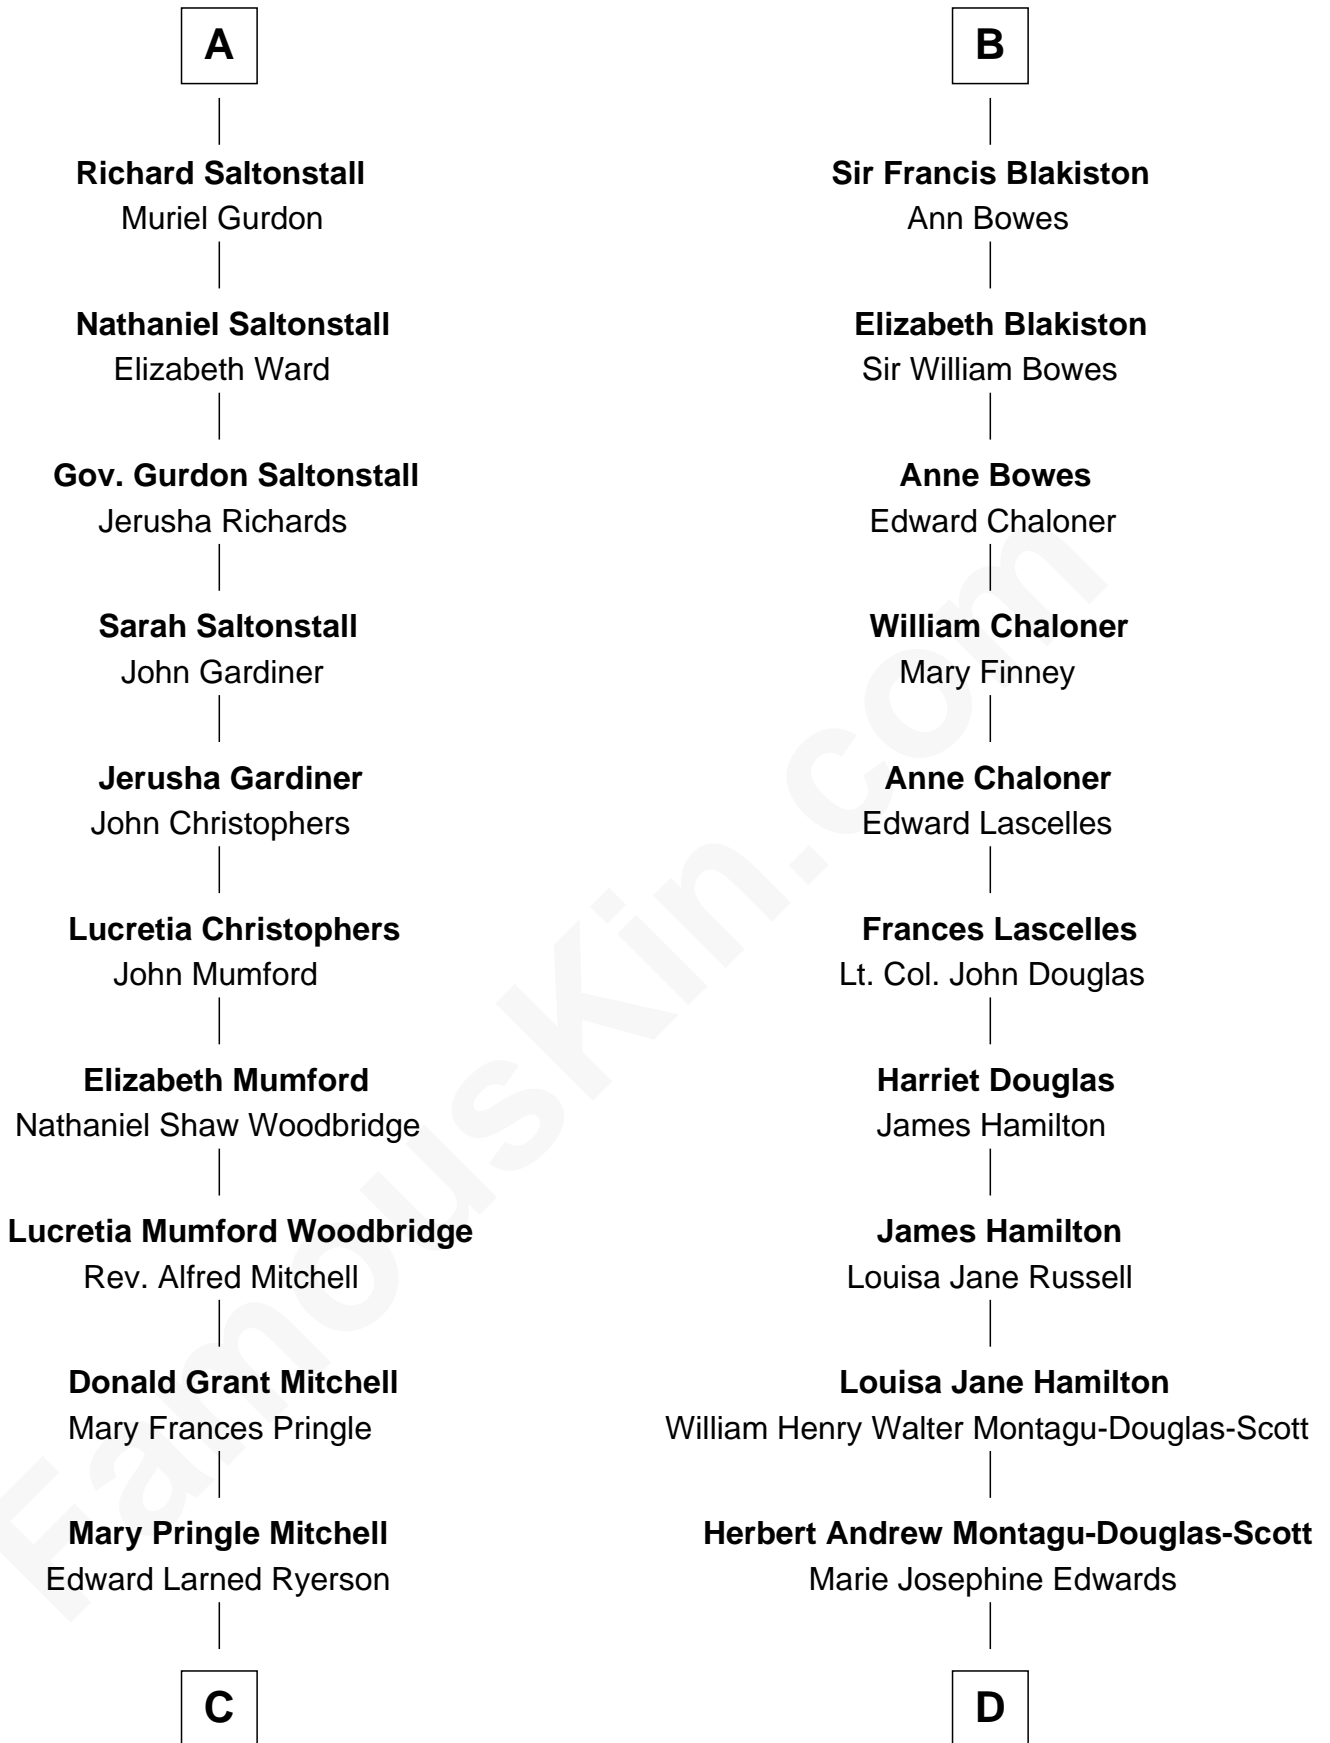 A
Richard Saltonstall
Muriel Gurdon
Nathaniel Saltonstall
Elizabeth Ward
Gov. Gurdon Saltonstall
Jerusha Richards
Sarah Saltonstall
John Gardiner
Jerusha Gardiner
John Christophers
Lucretia Christophers
John Mumford
Elizabeth Mumford
Nathaniel Shaw Woodbridge
Lucretia Mumford Woodbridge
Rev. Alfred Mitchell
Donald Grant Mitchell
Mary Frances Pringle
Mary Pringle Mitchell
Edward Larned Ryerson
C
B
Sir Francis Blakiston
Ann Bowes
Elizabeth Blakiston
Sir William Bowes
Anne Bowes
Edward Chaloner
William Chaloner
Mary Finney
Anne Chaloner
Edward Lascelles
Frances Lascelles
Lt. Col. John Douglas
Harriet Douglas
James Hamilton
James Hamilton
Louisa Jane Russell
Louisa Jane Hamilton
William Henry Walter Montagu-Douglas-Scott
Herbert Andrew Montagu-Douglas-Scott
Marie Josephine Edwards
D
FamousKin.com